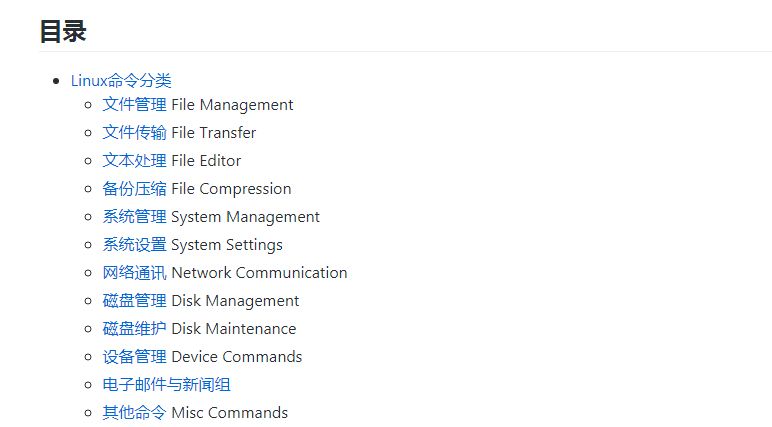 目录
Linux命令分类
文件管理 File Management
文件传输 File Transfer
文本处理 File Editor
备份压缩 File Compression
系统管理 System Management
系统设置 System Settings
网络通讯 Network Communication
磁盘管理 Disk Management
磁盘维护 Disk Maintenance
设备管理 Device Commands
电子邮件与新闻组
其他命令 Misc Commands